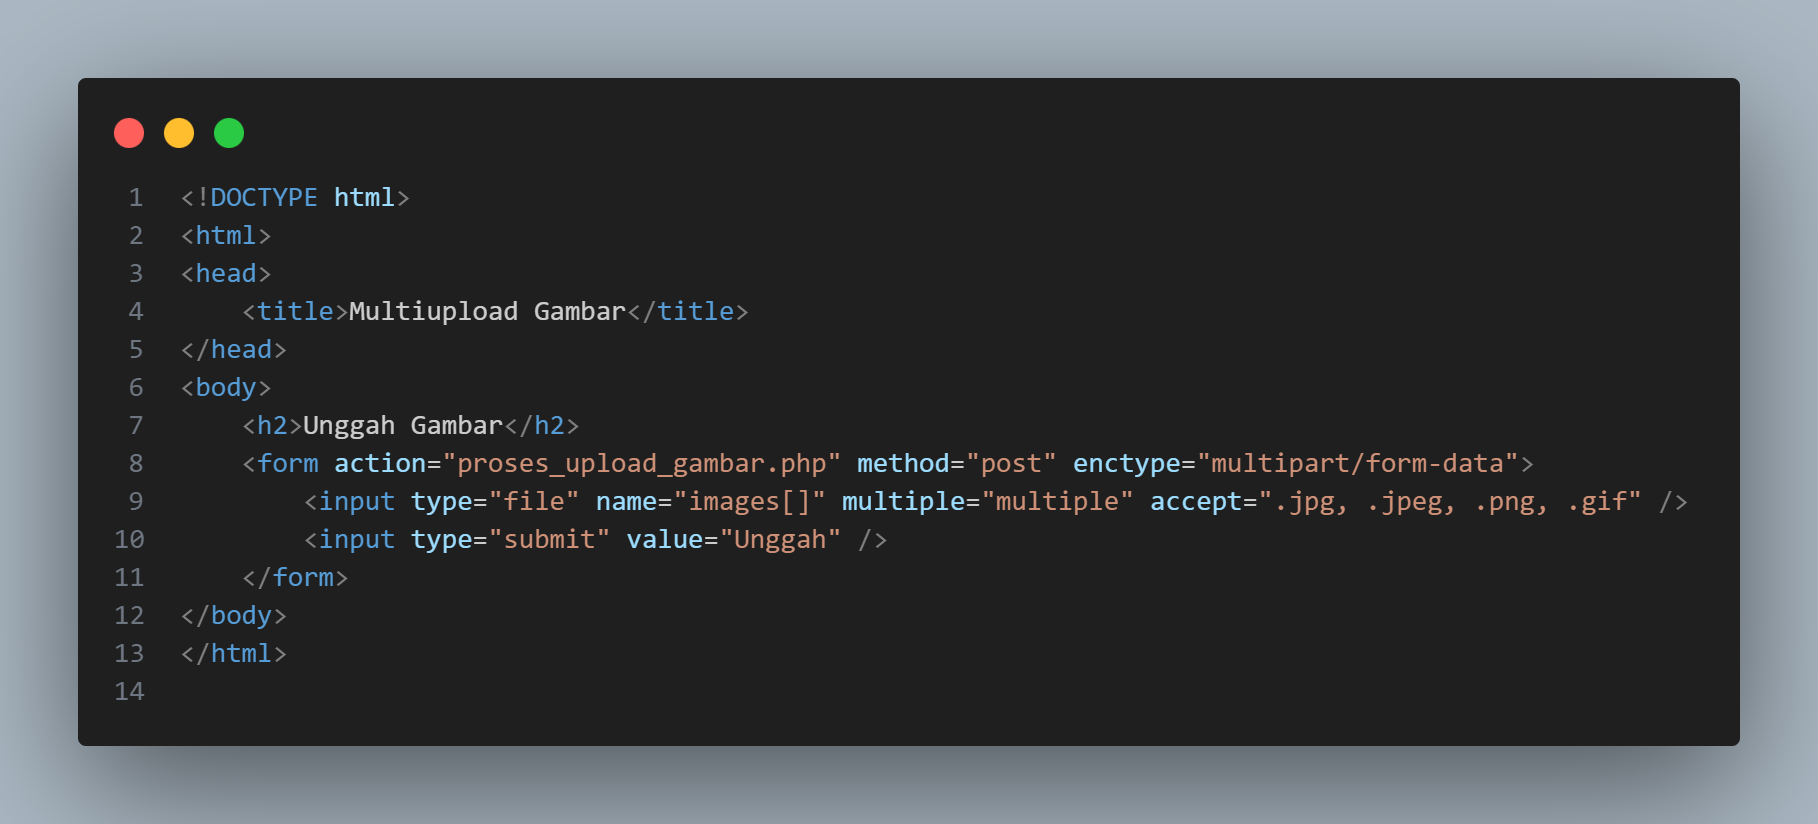 1 <!DOCTYPE html>
2 <html>
3 <head>
4     <title>Multiupload Gambar</title>
5 </head>
6 <body>
7     <h2>Unggah Gambar</h2>
8     <form action="proses_upload_gambar.php" method="post" enctype="multipart/form-data">
9         <input type="file" name="images[]" multiple="multiple" accept=".jpg, .jpeg, .png, .gif" />
10         <input type="submit" value="Unggah" />
11     </form>
12 </body>
13 </html>
14